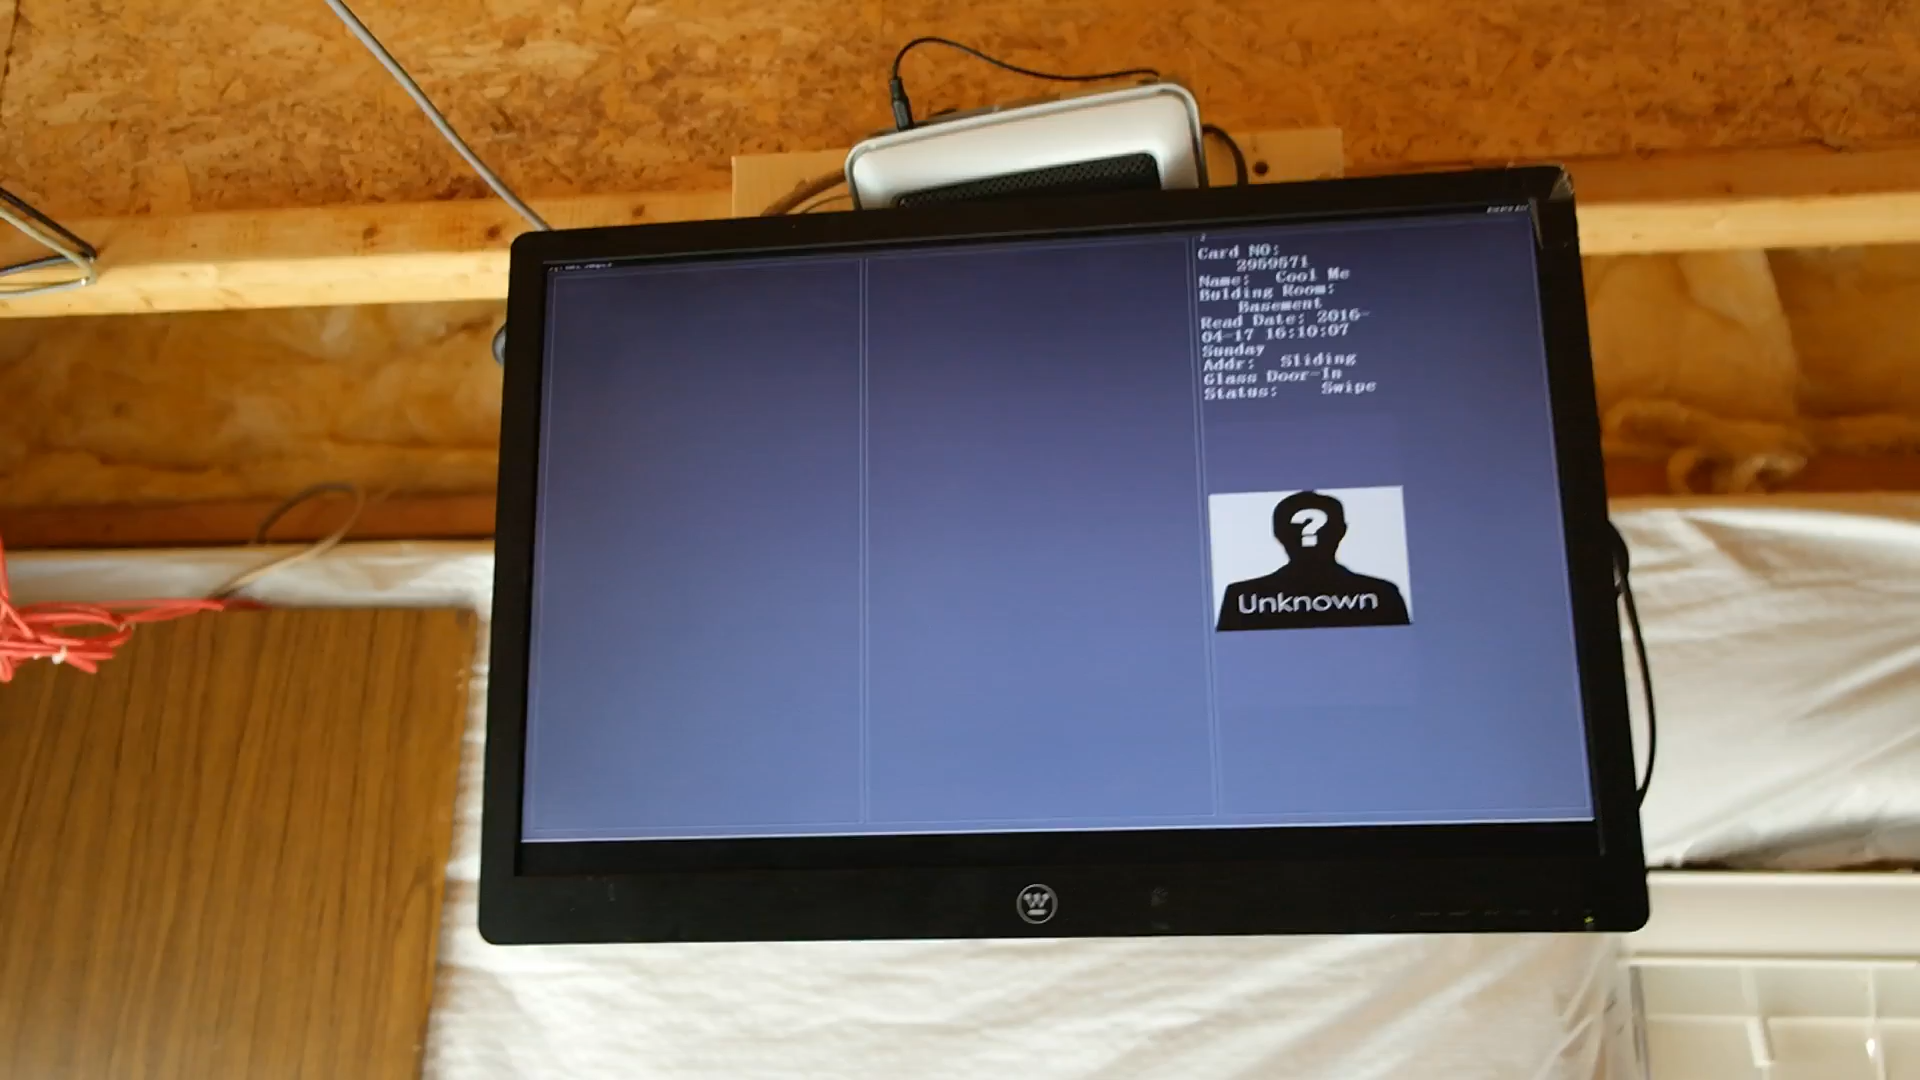 Card NO:
2959571
Name: Cool Me
Bulding Room:
Basement
Read Date: 2016-
04-17 16:10:07
Sunday
Addr: Sliding
Glass Door-In
Status: Swipe
?
Unknown
W